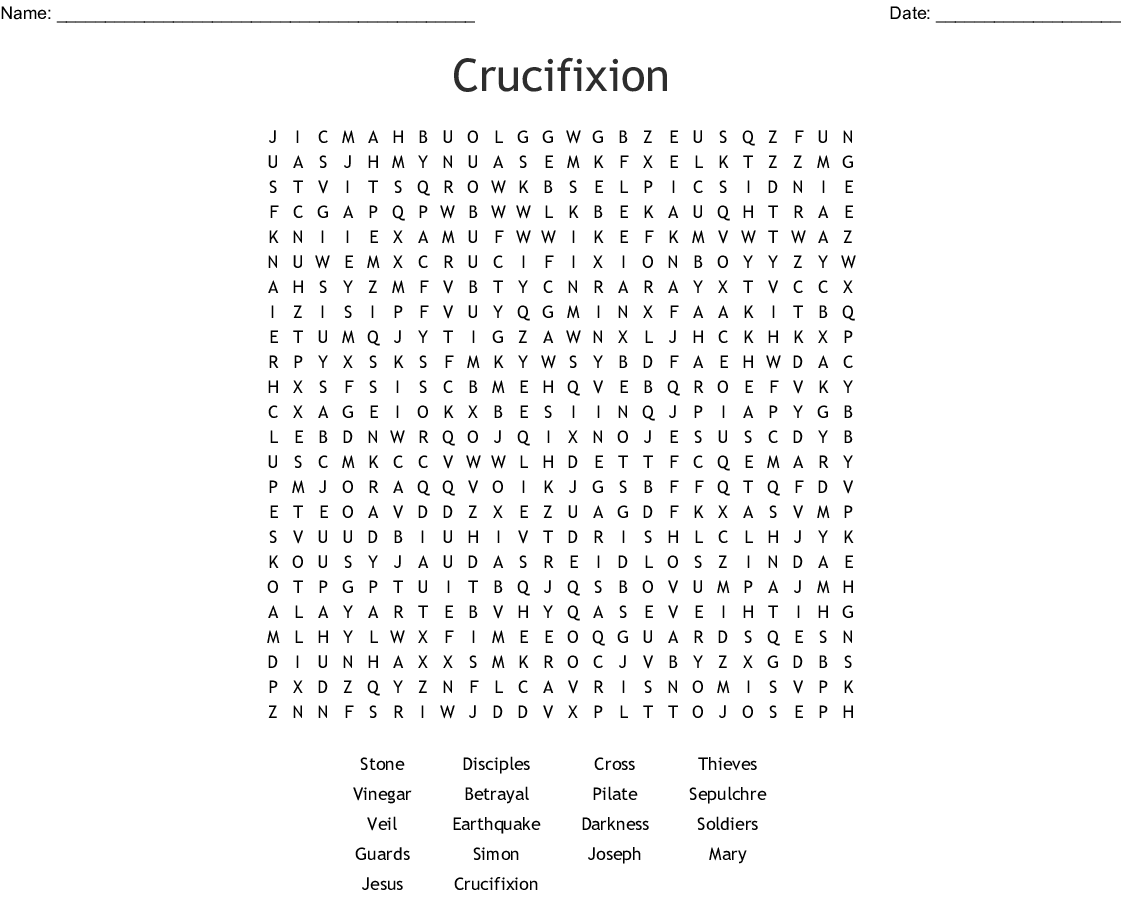 Name: ___________________________________________ Date: ___________________
Crucifixion
J I C M A H B U O L G G W G B Z E U S Q Z F U N
U A S J H M Y N U A S E M K F X E L K T Z Z M G
S T V I T S Q R O W K B S E L P I C S I D N I E
F C G A P Q P W B W W L K B E K A U Q H T R A E
K N I I E X A M U F W W I K E F K M V W T W A Z
N U W E M X C R U C I F I X I O N B O Y Y Z Y W
A H S Y Z M F V B T Y C N R A R A Y X T V C C X
I Z I S I P F V U Y Q G M I N X F A A K I T B Q
E T U M Q J Y T I G Z A W N X L J H C K H K X P
R P Y X S K S F M K Y W S Y B D F A E H W D A C
H X S F S I S C B M E H Q V E B Q R O E F V K Y
C X A G E I O K X B E S I I N Q J P I A P Y G B
L E B D N W R Q O J Q I X N O J E S U S C D Y B
U S C M K C C V W W L H D E T T F C Q E M A R Y
P M J O R A Q Q V O I K J G S B F F Q T Q F D V
E T E O A V D D Z X E Z U A G D F K X A S V M P
S V U U D B I U H I V T D R I S H L C L H J Y K
K O U S Y J A U D A S R E I D L O S Z I N D A E
O T P G P T U I T B Q J Q S B O V U M P A J M H
A L A Y A R T E B V H Y Q A S E V E I H T I H G
M L H Y L W X F I M E E O Q G U A R D S Q E S N
D I U N H A X X S M K R O C J V B Y Z X G D B S
P X D Z Q Y Z N F L C A V R I S N O M I S V P K
Z N N F S R I W J D D V X P L T T O J O S E P H
Stone Disciples Cross Thieves
Vinegar Betrayal Pilate Sepulchre
Veil Earthquake Darkness Soldiers
Guards Simon Joseph Mary
Jesus Crucifixion